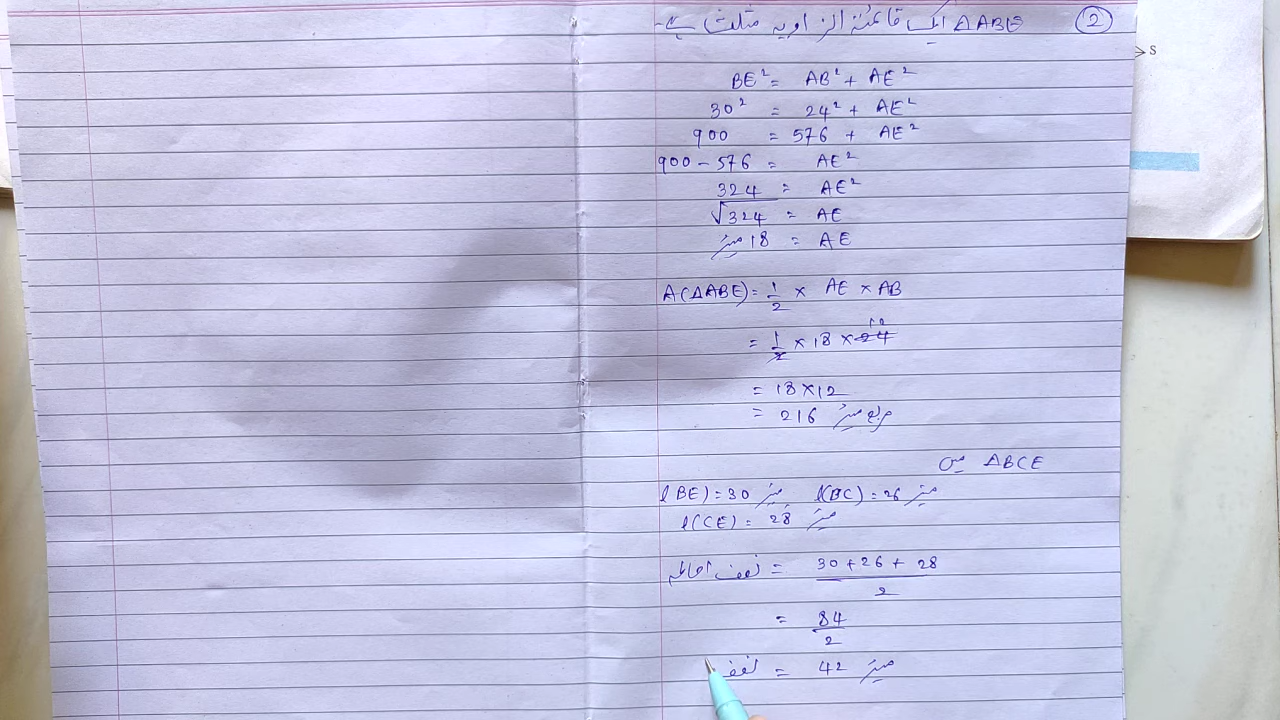 ② ΔABE ایک قائمۃ الزاویہ مثلث ہے۔
BE² = AB² + AE²
30² = 24² + AE²
900 = 576 + AE²
900 - 576 = AE²
324 = AE²
√324 = AE
18 میٹر = AE
A(ΔABE) = 1/2 × AE × AB
= 1/2 × 18 × 24 12
= 18 × 12
= 216 مربع میٹر
ΔBCE میں
l(BE) = 30 میٹر l(BC) = 26 میٹر
l(CE) = 28 میٹر
نصف احاطہ = 30 + 26 + 28 / 2
= 84 / 2
نصف = 42 میٹر
S